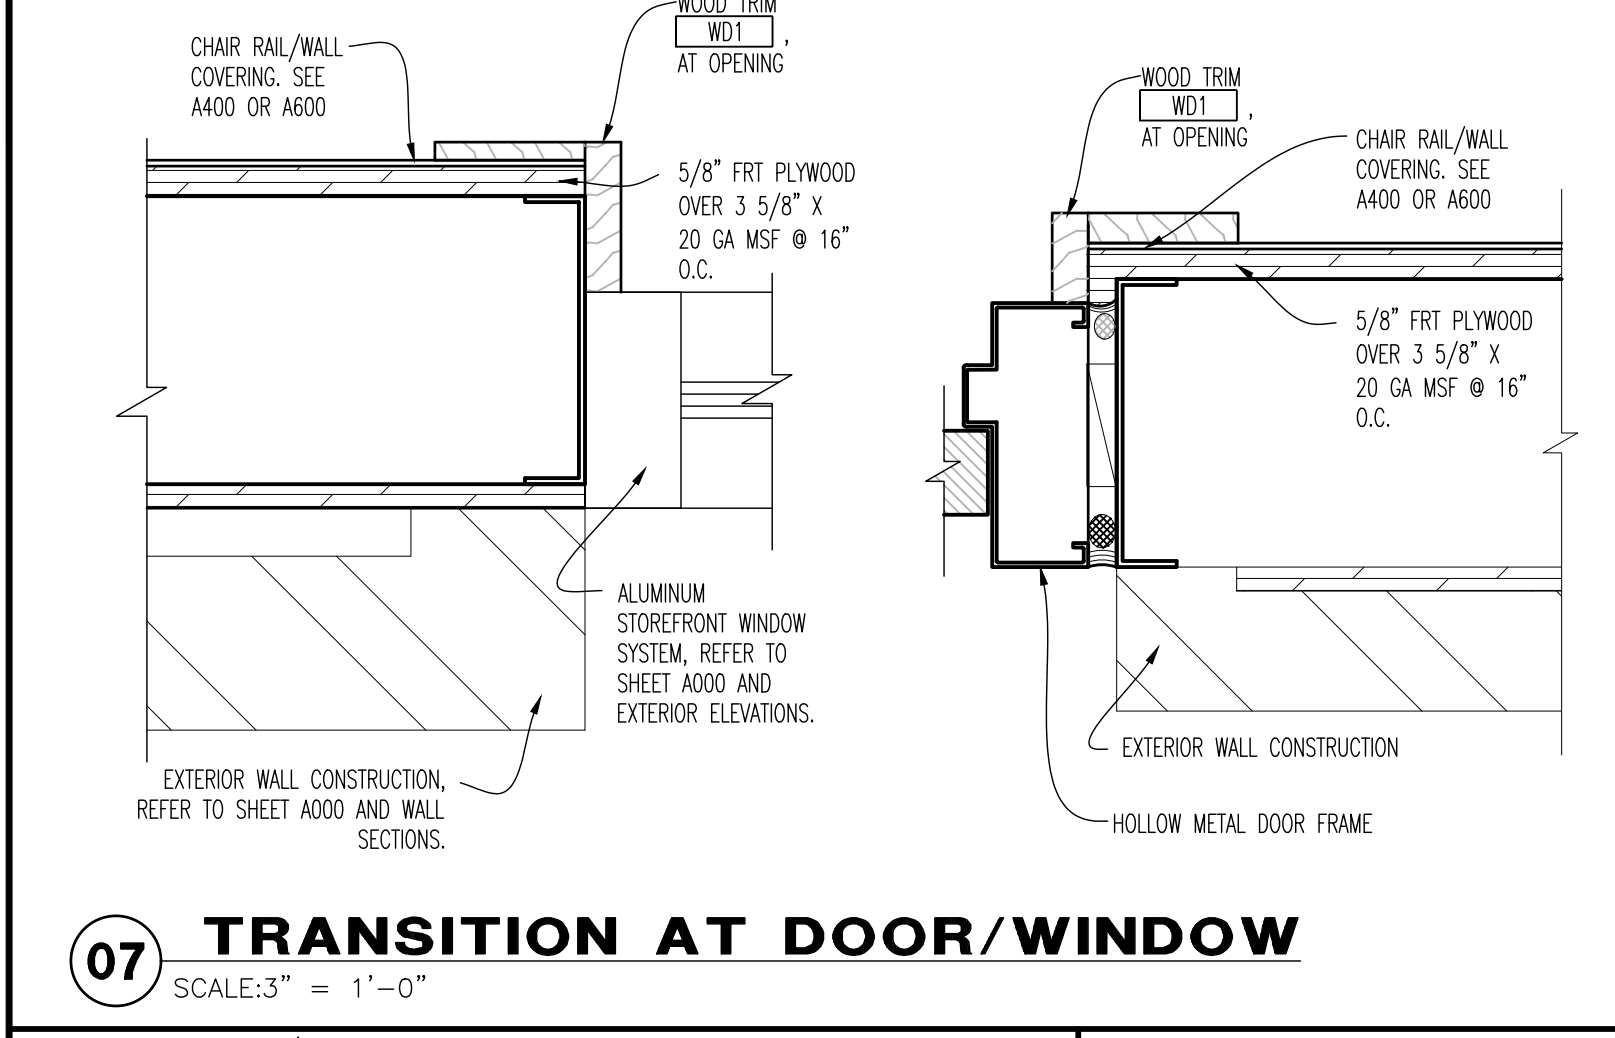 WOOD TRIM
WD1 ,
AT OPENING
CHAIR RAIL/WALL
COVERING. SEE
A400 OR A600
5/8" FRT PLYWOOD
OVER 3 5/8" X
20 GA MSF @ 16"
O.C.
ALUMINUM
STOREFRONT WINDOW
SYSTEM, REFER TO
SHEET A000 AND
EXTERIOR ELEVATIONS.
EXTERIOR WALL CONSTRUCTION,
REFER TO SHEET A000 AND WALL
SECTIONS.
WOOD TRIM
WD1 ,
AT OPENING
CHAIR RAIL/WALL
COVERING. SEE
A400 OR A600
5/8" FRT PLYWOOD
OVER 3 5/8" X
20 GA MSF @ 16"
O.C.
EXTERIOR WALL CONSTRUCTION
HOLLOW METAL DOOR FRAME
07 TRANSITION AT DOOR/WINDOW
SCALE:3" = 1'-0"